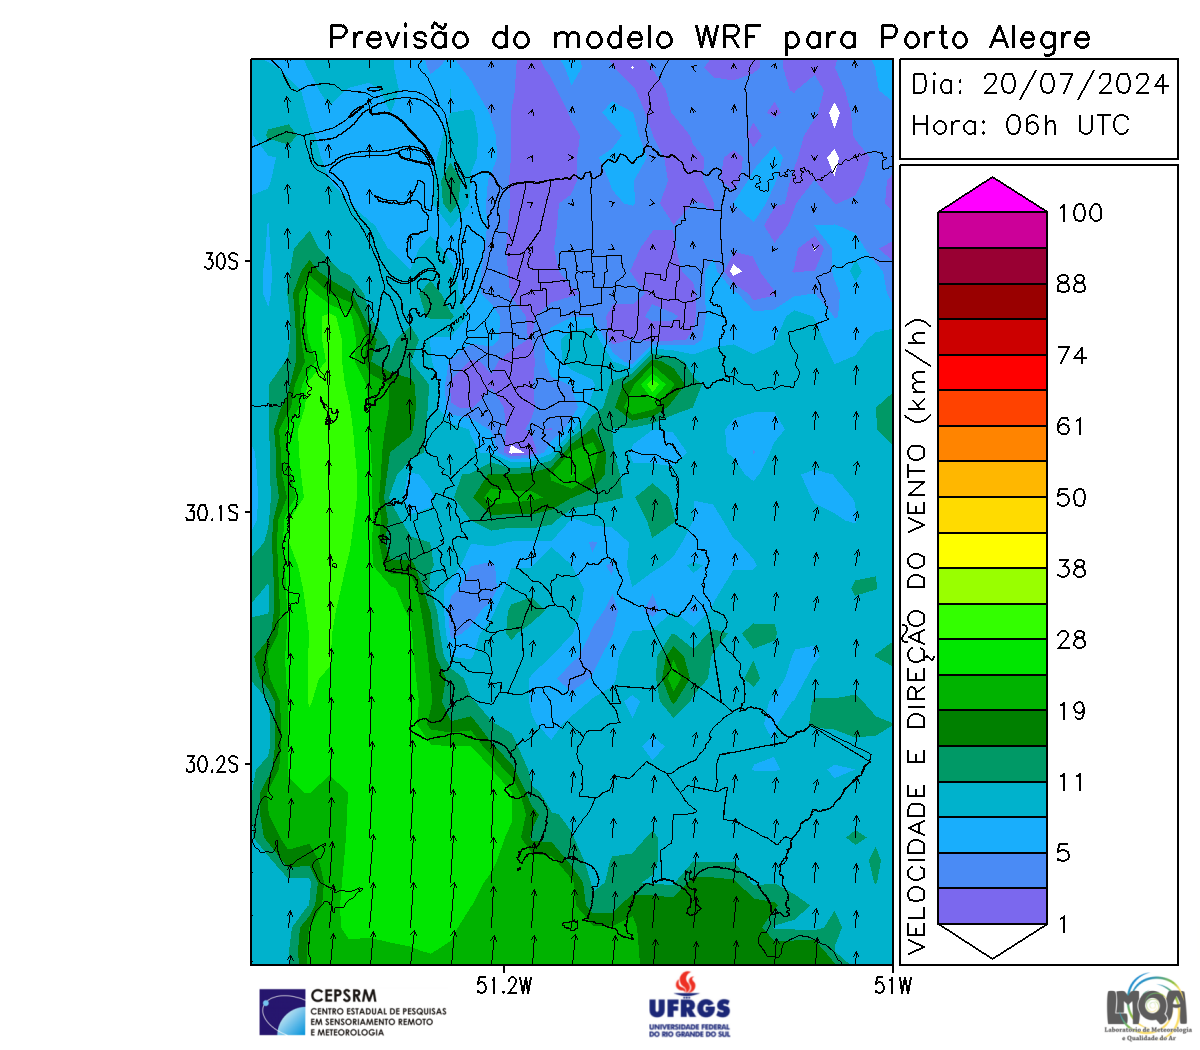 Previsão do modelo WRF para Porto Alegre
Dia: 20/07/2024
Hora: 06h UTC
30S
30.1S
30.2S
51.2W
51W
VELOCIDADE E DIREÇÃO DO VENTO (km/h)
100
88
74
61
50
38
28
19
11
5
1
CEPSRM
CENTRO ESTADUAL DE PESQUISAS
EM SENSORIAMENTO REMOTO
E METEOROLOGIA
UFRGS
UNIVERSIDADE FEDERAL
DO RIO GRANDE DO SUL
LMQA
Laboratório de Meteorologia
e Qualidade do Ar